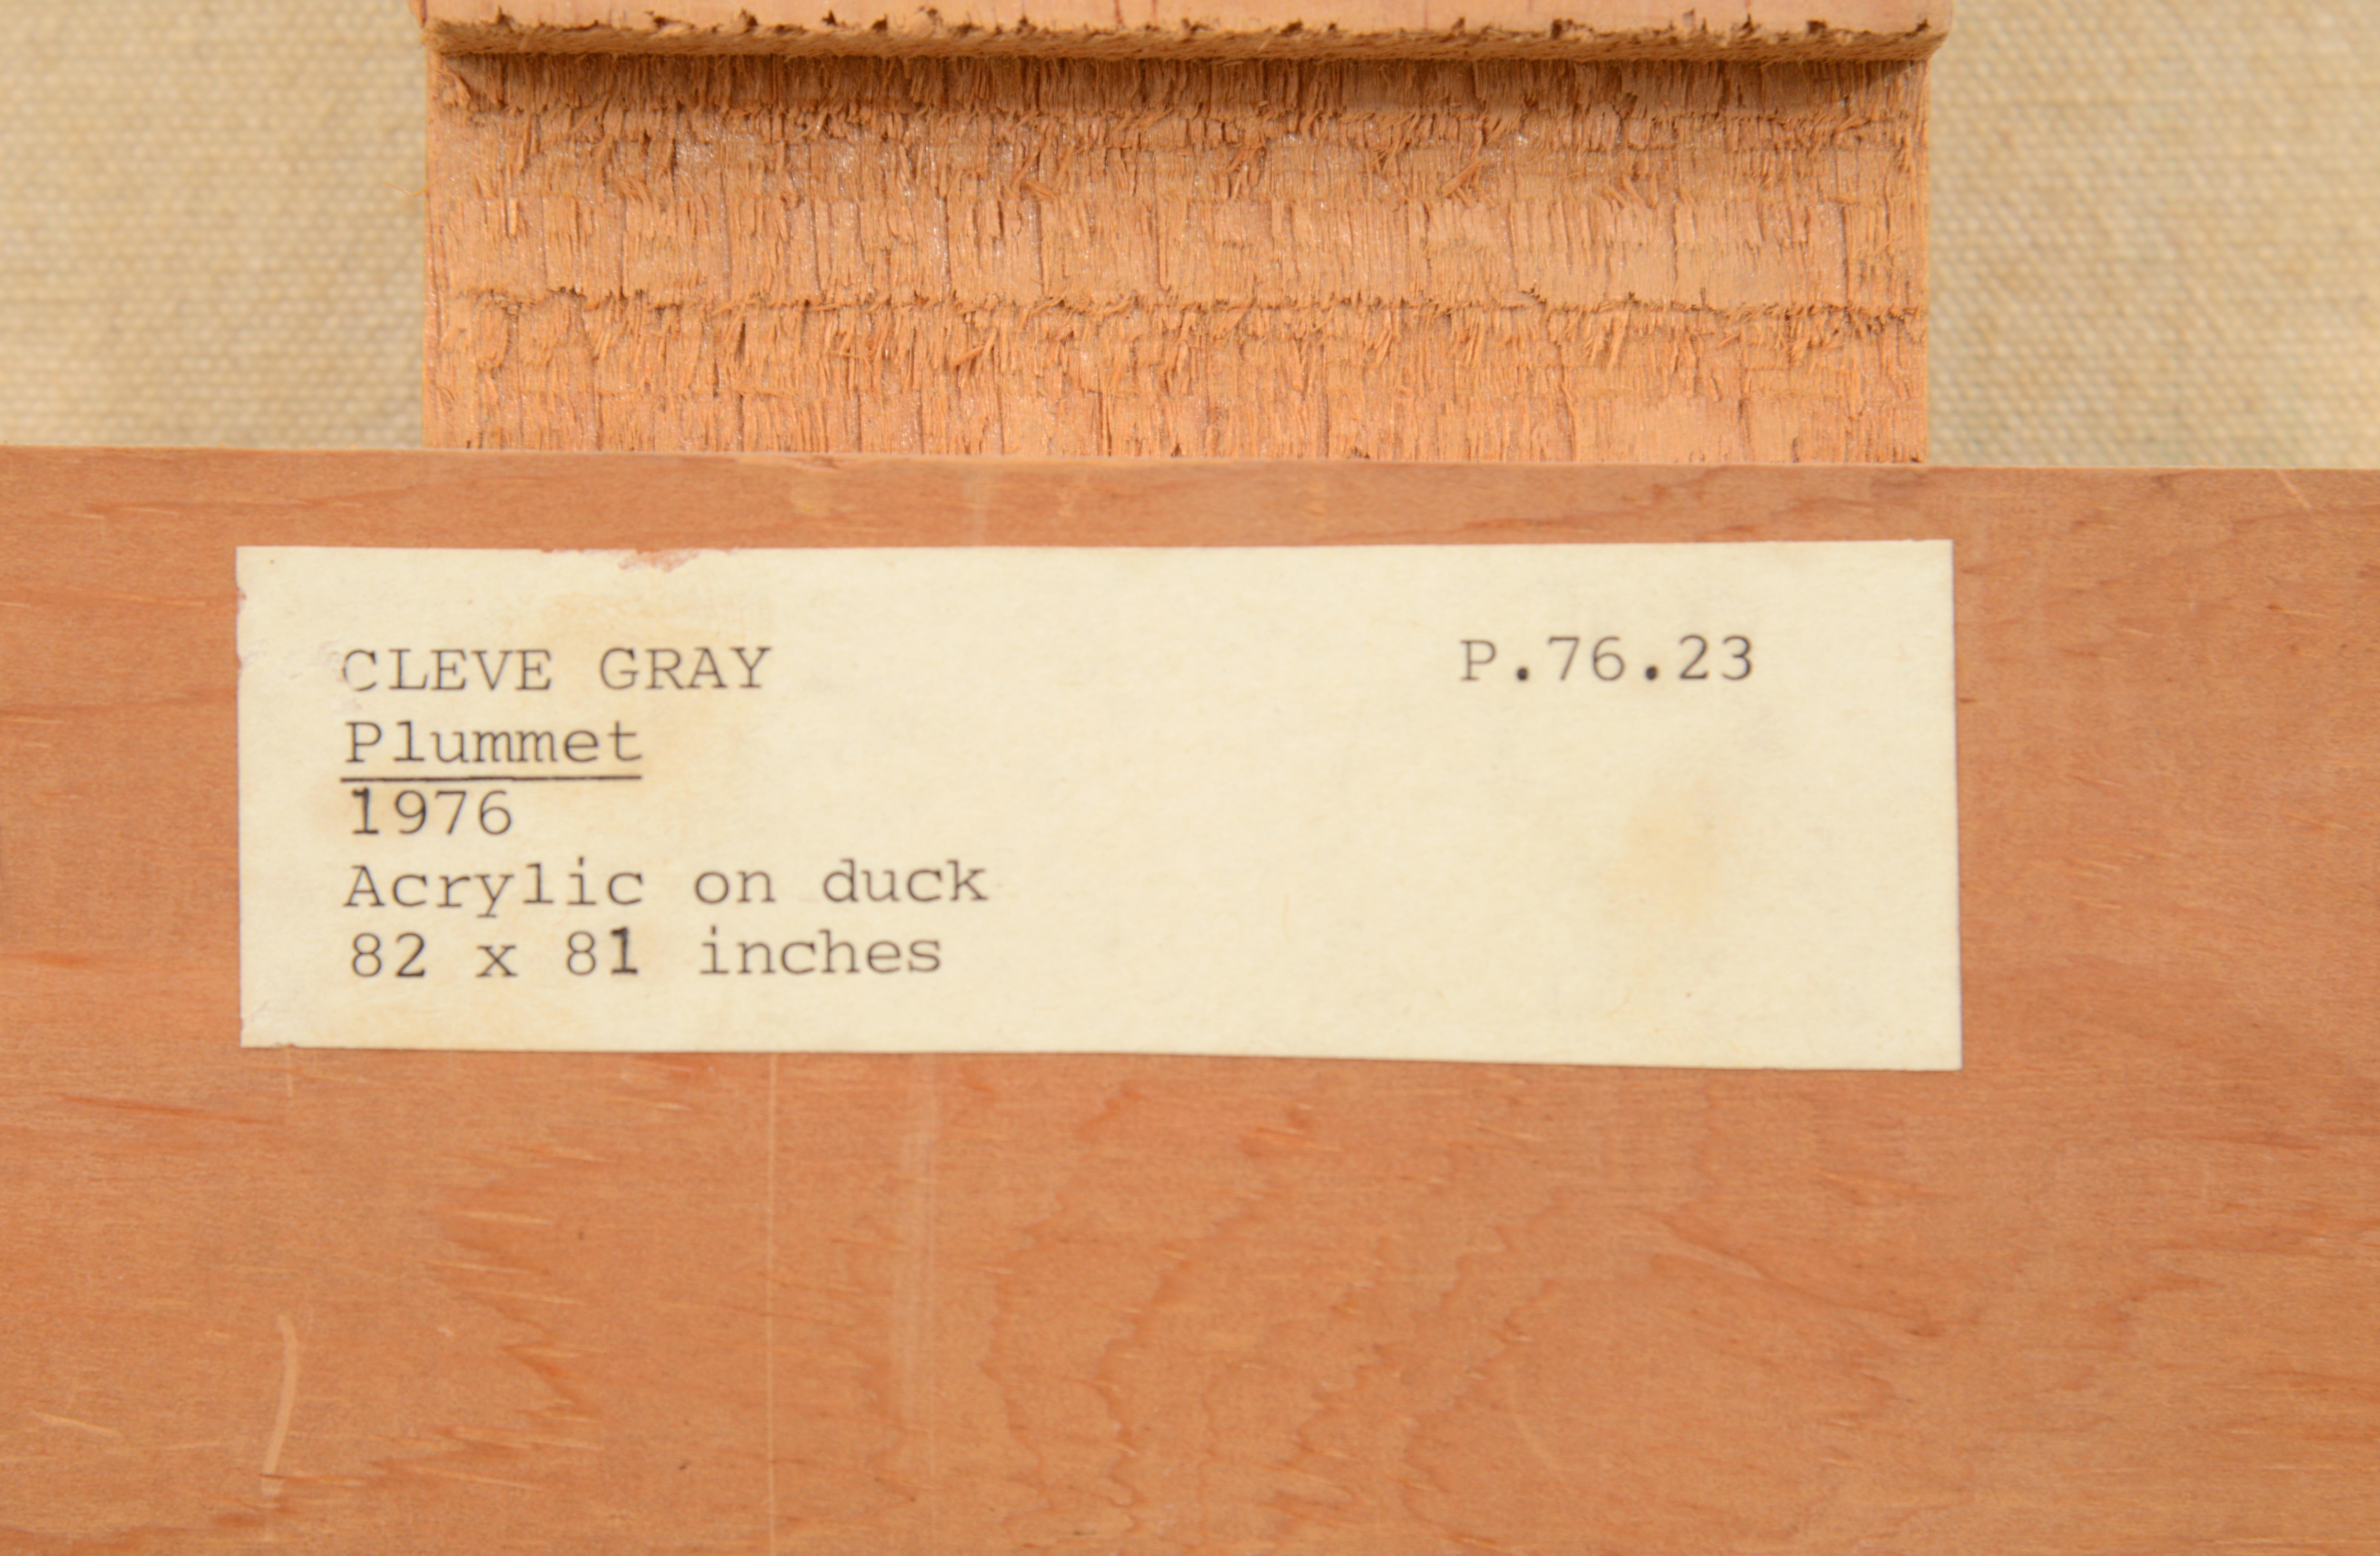 CLEVE GRAY P.76.23
Plummet
1976
Acrylic on duck
82 x 81 inches